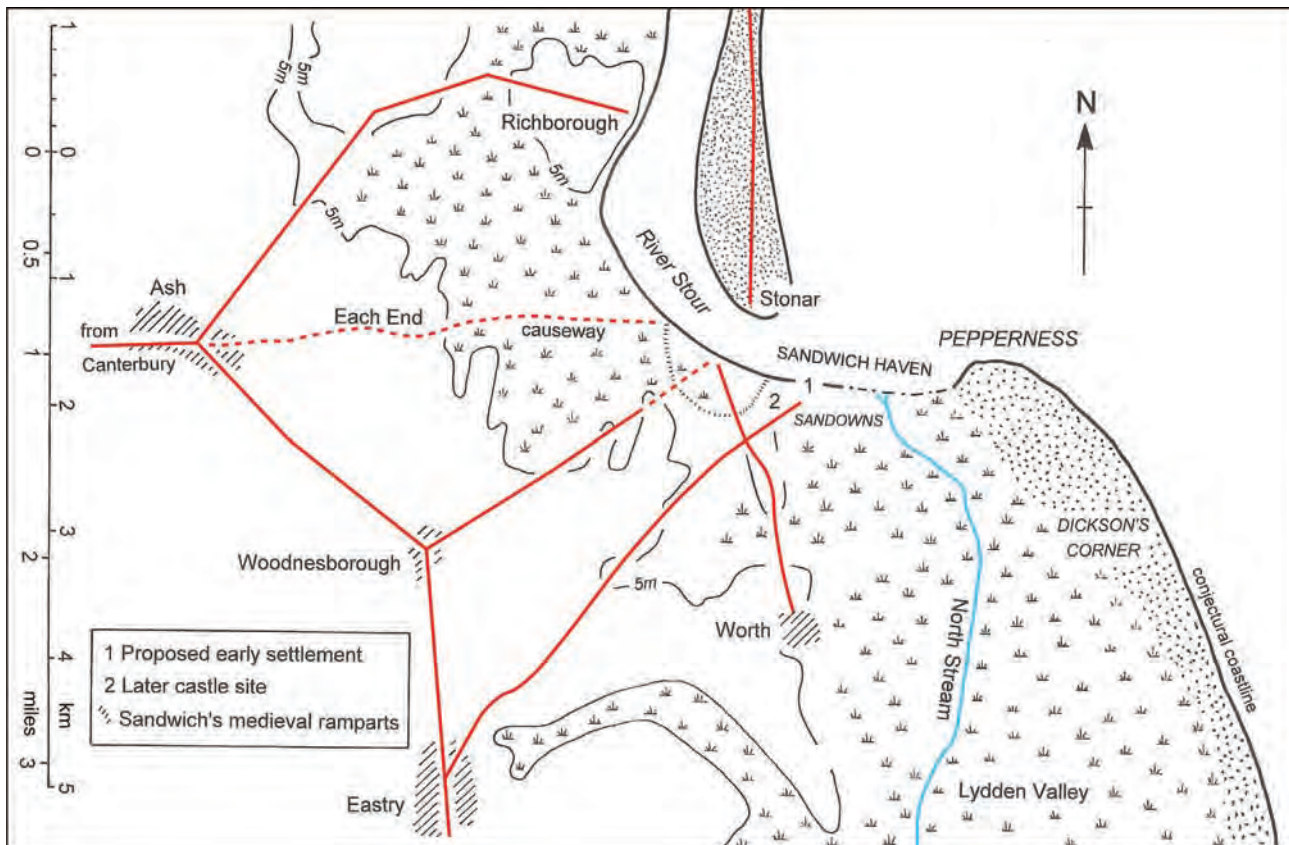 1
0
0
0.5
1
1
2
3
2
4
3
5
miles
km
5m
5m
5m
5m
5m
5m
Richborough
N
River Stour
Stonar
Ash
from
Canterbury
Each End
causeway
SANDWICH HAVEN
PEPPERNESS
1
2
SANDOWNS
DICKSON'S
CORNER
conjectural coastline
North Stream
Woodnesborough
Worth
Eastry
Lydden Valley
1 Proposed early settlement
2 Later castle site
Sandwich's medieval ramparts